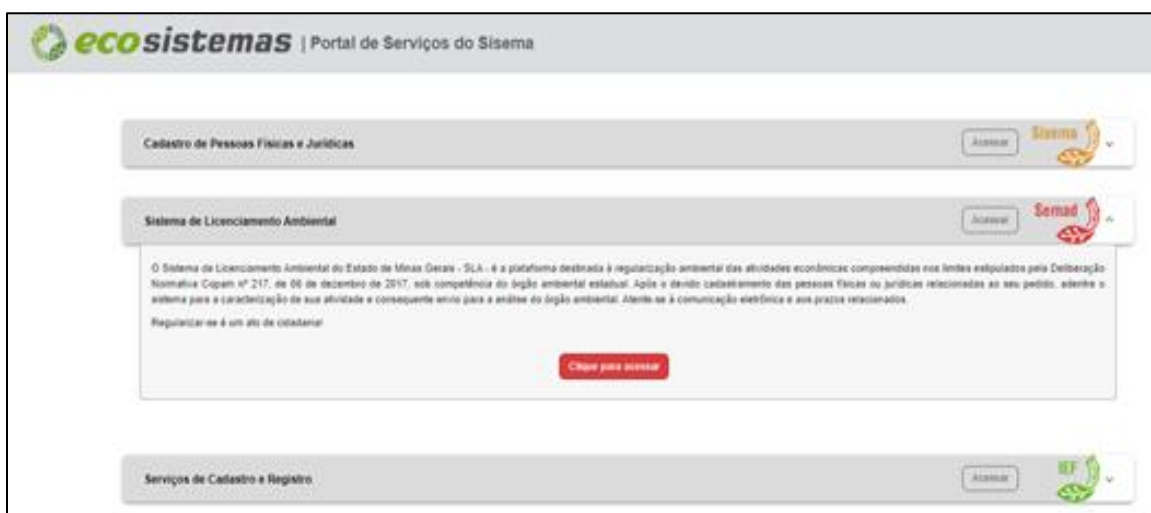 ecosistemas | Portal de Serviços do Sisema
Cadastro de Pessoas Físicas e Jurídicas
Acessar
Sisema
Sistema de Licenciamento Ambiental
Acessar
Semad
O Sistema de Licenciamento Ambiental do Estado de Minas Gerais - SLA - é a plataforma destinada à regularização ambiental das atividades econômicas compreendidas nos limites estipulados pela Deliberação
Normativa Copam nº 217, de 06 de dezembro de 2017, sob competência do órgão ambiental estadual. Após o devido cadastramento das pessoas físicas ou jurídicas relacionadas ao seu pedido, adentre o
sistema para a caracterização de sua atividade e consequente envio para a análise do órgão ambiental. Atente-se à comunicação eletrônica e aos prazos relacionados.
Regularizar-se é um ato de cidadania!
Clique para acessar
Serviços de Cadastro e Registro
Acessar
IEF